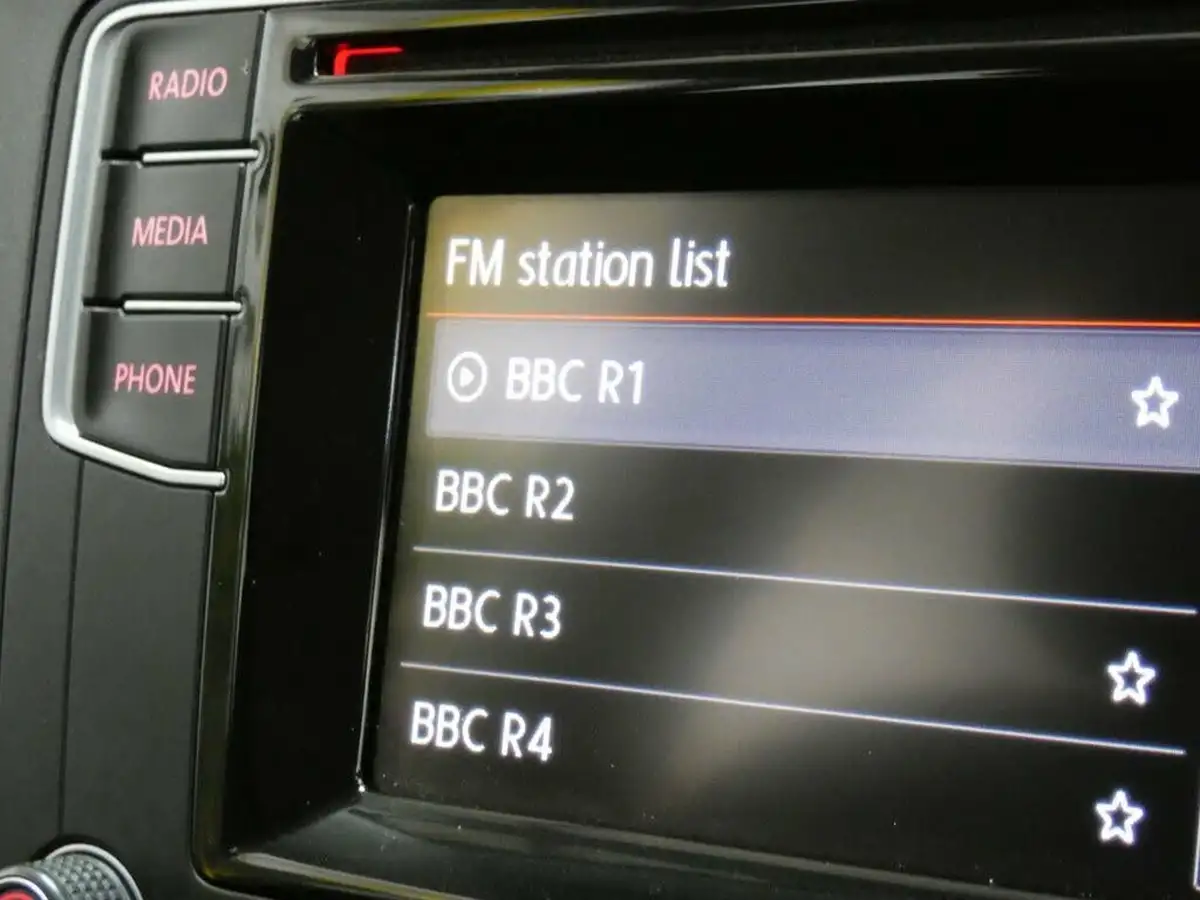 RADIO
MEDIA
PHONE
FM station list
BBC R1
BBC R2
BBC R3
BBC R4